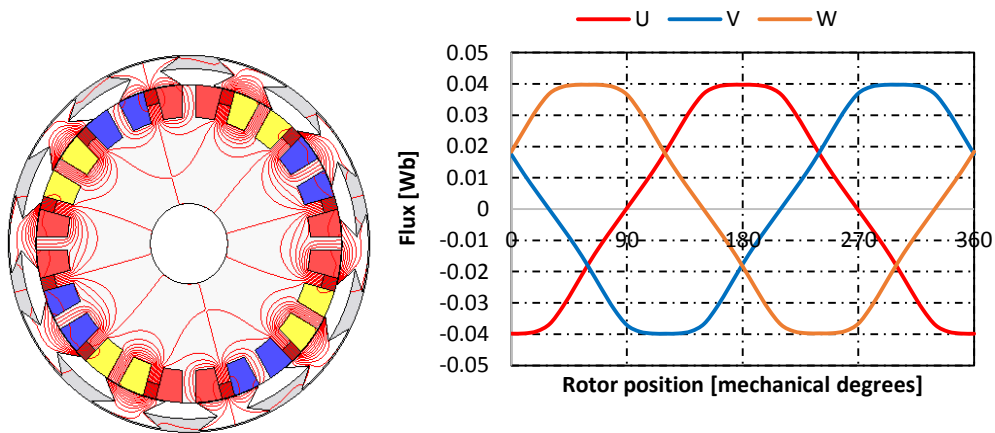 U V W
0.05
0.04
0.03
0.02
0.01
0
-0.01
-0.02
-0.03
-0.04
-0.05
Flux [Wb]
0 90 180 270 360
Rotor position [mechanical degrees]